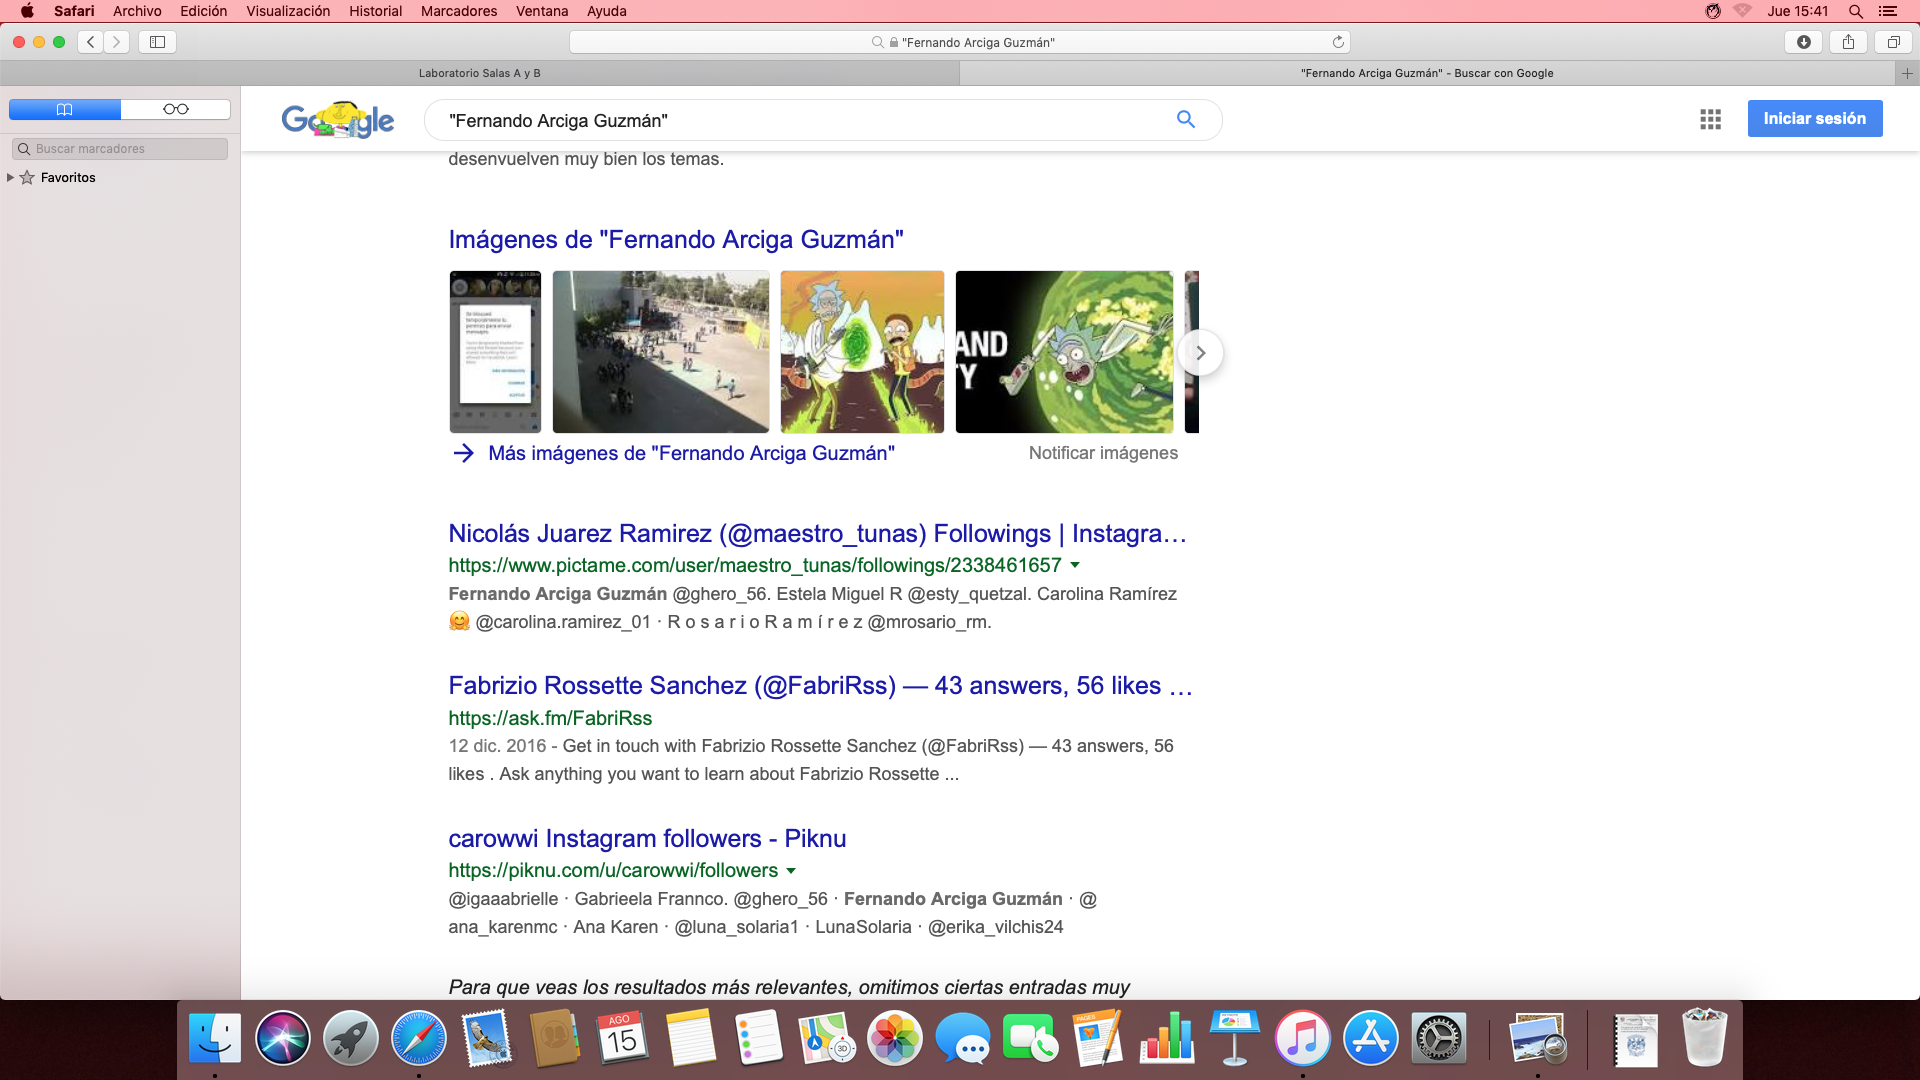 Safari Archivo Edición Visualización Historial Marcadores Ventana Ayuda Jue 15:41
"Fernando Arciga Guzmán"
Laboratorio Salas A y B
"Fernando Arciga Guzmán" - Buscar con Google
Buscar marcadores
Favoritos
Google
"Fernando Arciga Guzmán"
Iniciar sesión
desenvuelven muy bien los temas.
Imágenes de "Fernando Arciga Guzmán"
AND
TY
Más imágenes de "Fernando Arciga Guzmán"
Notificar imágenes
Nicolás Juarez Ramirez (@maestro_tunas) Followings | Instagra...
https://www.pictame.com/user/maestro_tunas/followings/2338461657
Fernando Arciga Guzmán @ghero_56. Estela Miguel R @esty_quetzal. Carolina Ramírez
🤗 @carolina.ramirez_01 · R o s a r i o R a m í r e z @mrosario_rm.
Fabrizio Rossette Sanchez (@FabriRss) — 43 answers, 56 likes ...
https://ask.fm/FabriRss
12 dic. 2016 - Get in touch with Fabrizio Rossette Sanchez (@FabriRss) — 43 answers, 56
likes . Ask anything you want to learn about Fabrizio Rossette ...
carowwi Instagram followers - Piknu
https://piknu.com/u/carowwi/followers
@igaaabrielle · Gabrieela Frannco. @ghero_56 · Fernando Arciga Guzmán · @
ana_karenmc · Ana Karen · @luna_solaria1 · LunaSolaria · @erika_vilchis24
Para que veas los resultados más relevantes, omitimos ciertas entradas muy
AGO
15
3D
PAGES